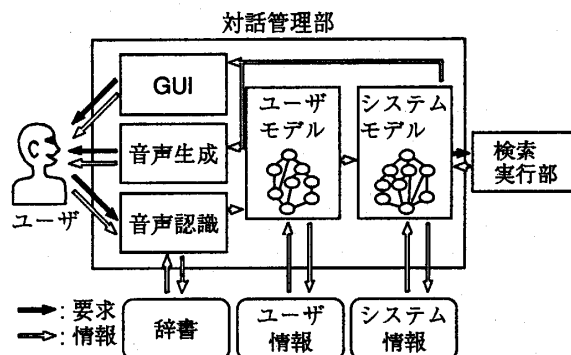 対話管理部
GUI
音声生成
音声認識
ユーザ
モデル
システム
モデル
検索
実行部
ユーザ
辞書
ユーザ
情報
システム
情報
:要求
:情報